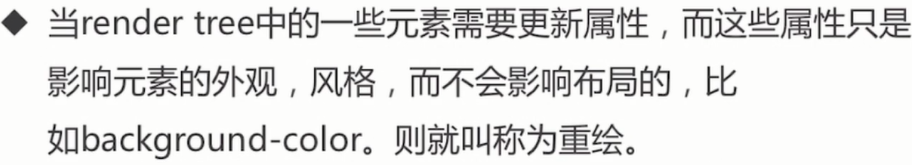 ◆ 当render tree中的一些元素需要更新属性，而这些属性只是
影响元素的外观，风格，而不会影响布局的，比
如background-color。则就叫称为重绘。